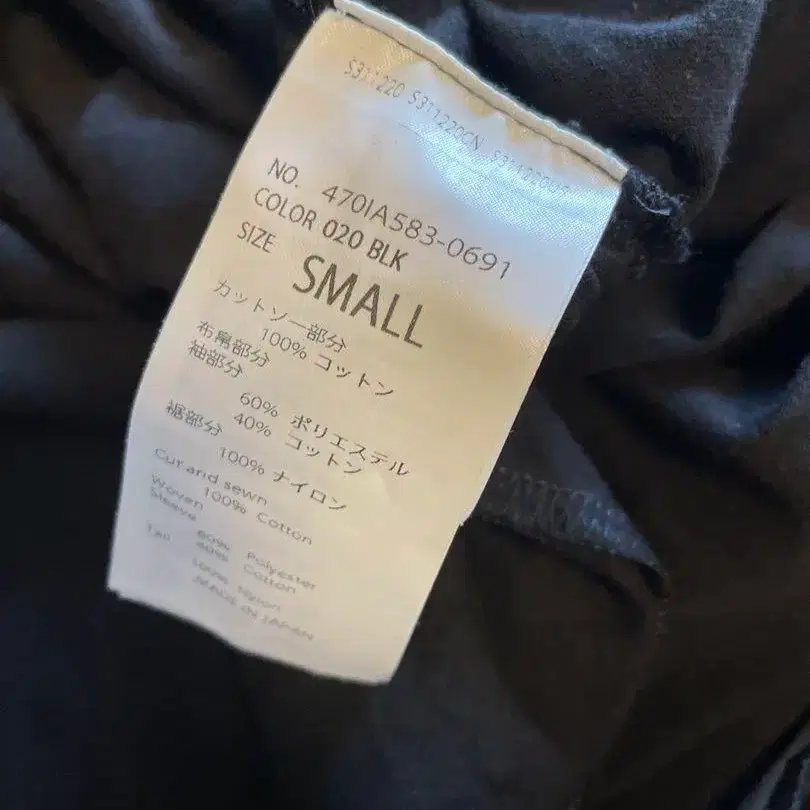 S311220 S311220CN S311220US
NO. 470IA583-0691
COLOR 020 BLK
SIZE SMALL
カットソー部分
100% コットン
布帛部分
袖部分
60% ポリエステル
40% コットン
裾部分
100% ナイロン
Cut and sewn
100% Cotton
Woven
Sleeve
60% Polyester
40% Cotton
Tail
100% Nylon
MADE IN JAPAN